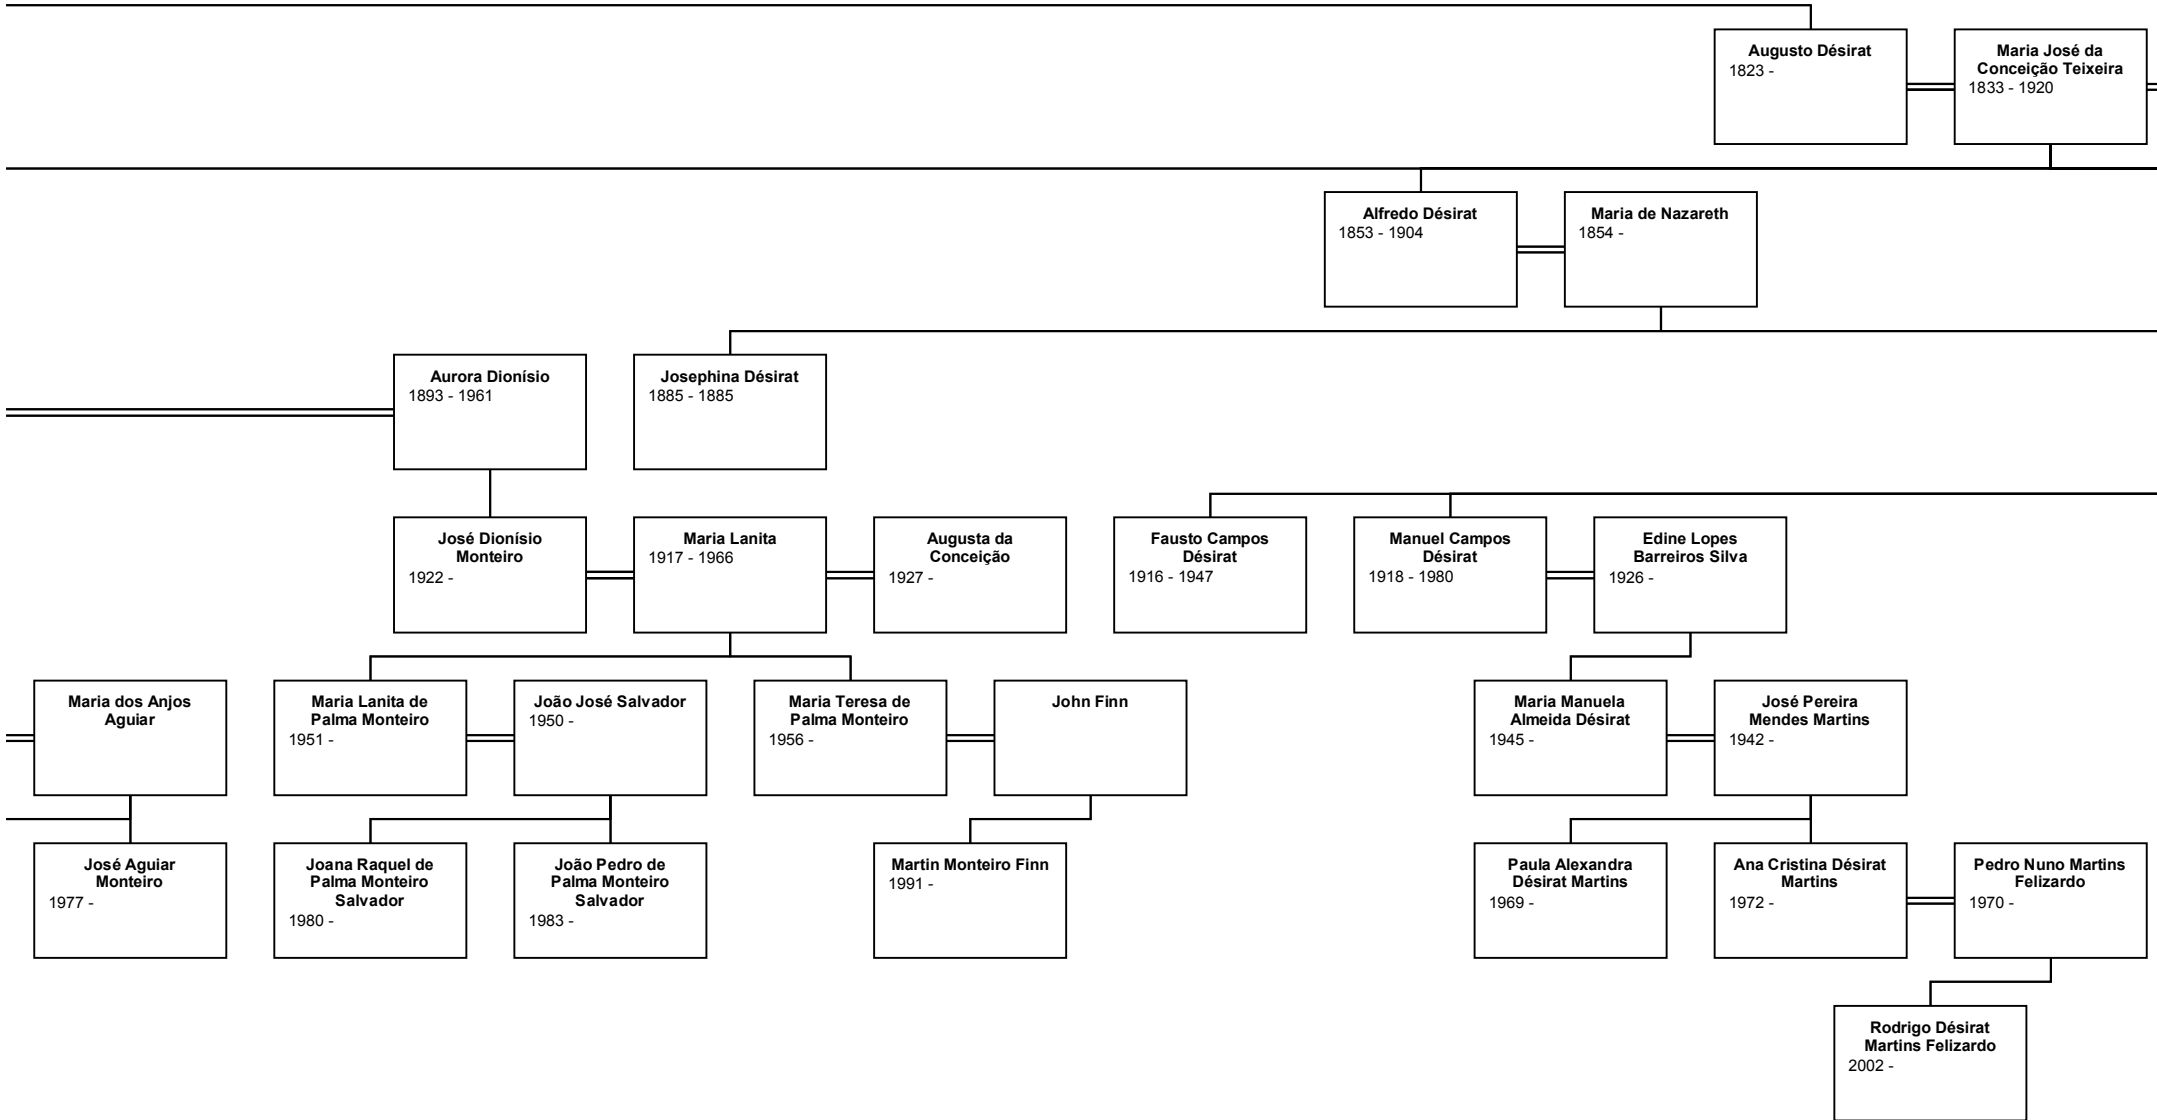 Augusto Désirat
1823 -
Maria José da
Conceição Teixeira
1833 - 1920
Alfredo Désirat
1853 - 1904
Maria de Nazareth
1854 -
Aurora Dionísio
1893 - 1961
Josephina Désirat
1885 - 1885
José Dionísio
Monteiro
1922 -
Maria Lanita
1917 - 1966
Augusta da
Conceição
1927 -
Fausto Campos
Désirat
1916 - 1947
Manuel Campos
Désirat
1918 - 1980
Edine Lopes
Barreiros Silva
1926 -
Maria dos Anjos
Aguiar
Maria Lanita de
Palma Monteiro
1951 -
João José Salvador
1950 -
Maria Teresa de
Palma Monteiro
1956 -
John Finn
Maria Manuela
Almeida Désirat
1945 -
José Pereira
Mendes Martins
1942 -
José Aguiar
Monteiro
1977 -
Joana Raquel de
Palma Monteiro
Salvador
1980 -
João Pedro de
Palma Monteiro
Salvador
1983 -
Martin Monteiro Finn
1991 -
Paula Alexandra
Désirat Martins
1969 -
Ana Cristina Désirat
Martins
1972 -
Pedro Nuno Martins
Felizardo
1970 -
Rodrigo Désirat
Martins Felizardo
2002 -